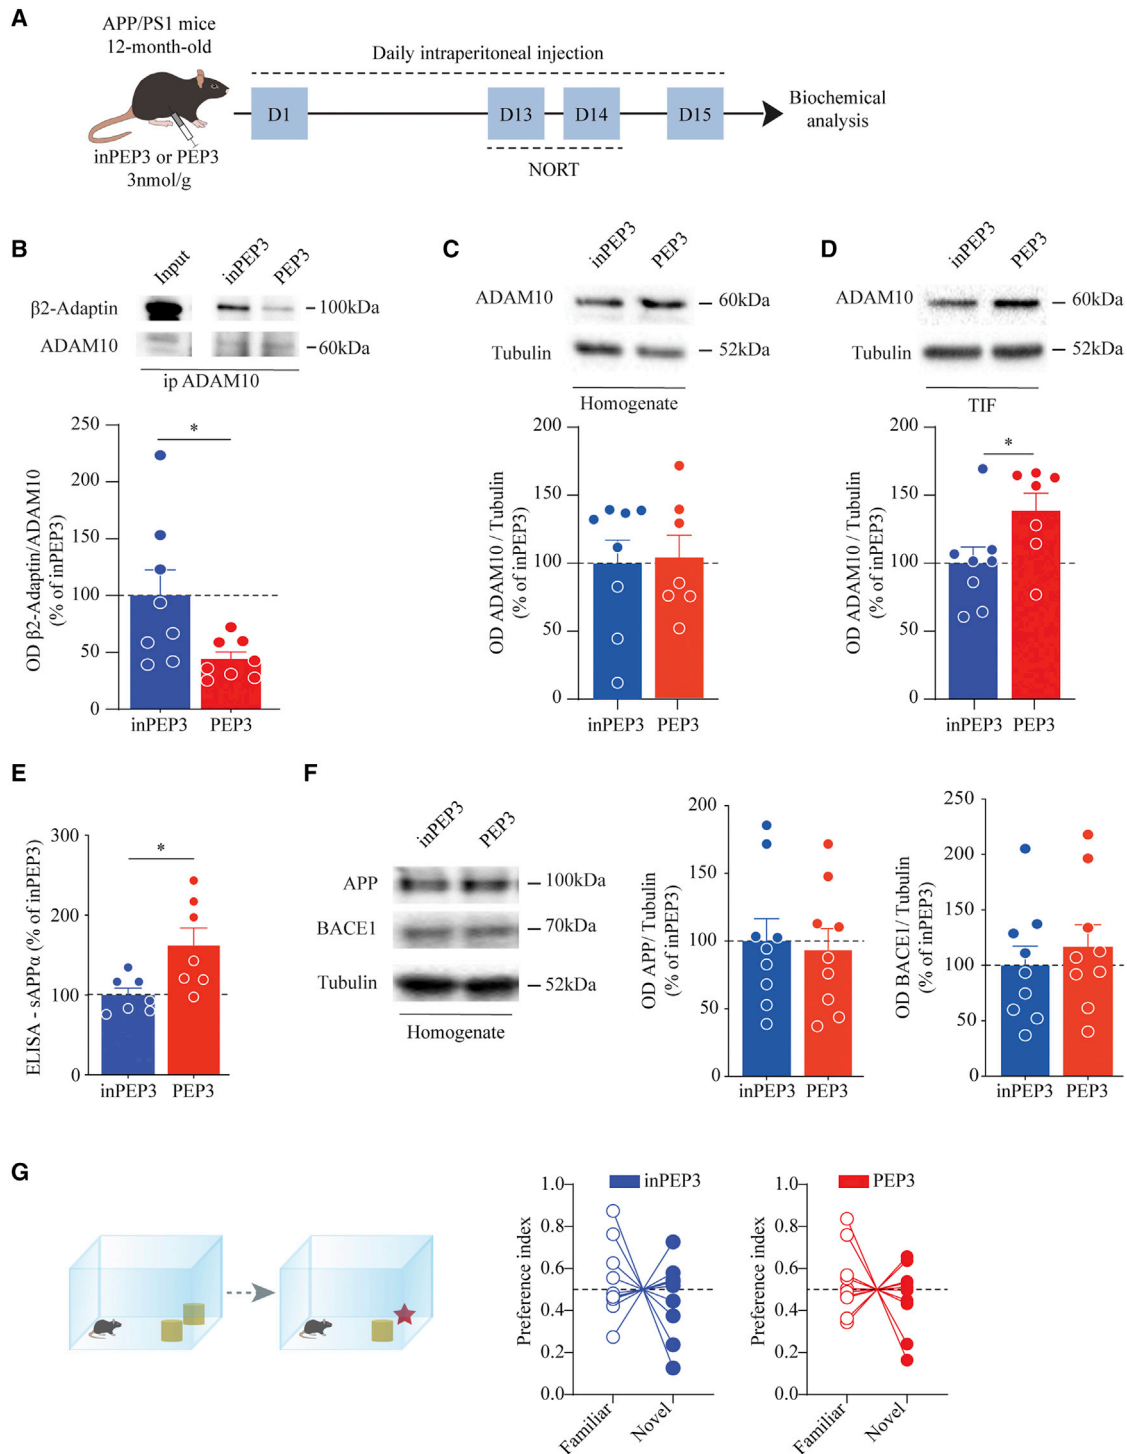 A
APP/PS1 mice
12-month-old
Daily intraperitoneal injection
D1
D13
D14
D15
Biochemical
analysis
inPEP3 or PEP3
3nmol/g
NORT
B
Input
inPEP3
PEP3
β2-Adaptin
100kDa
ADAM10
60kDa
ip ADAM10
*
OD β2-Adaptin/ADAM10
(% of inPEP3)
250
200
150
100
50
0
inPEP3
PEP3
C
inPEP3
PEP3
ADAM10
60kDa
Tubulin
52kDa
Homogenate
OD ADAM10 / Tubulin
(% of inPEP3)
200
150
100
50
0
inPEP3
PEP3
D
inPEP3
PEP3
ADAM10
60kDa
Tubulin
52kDa
TIF
*
OD ADAM10 / Tubulin
(% of inPEP3)
200
150
100
50
0
inPEP3
PEP3
E
*
ELISA - sAPPα (% of inPEP3)
300
200
100
0
inPEP3
PEP3
F
inPEP3
PEP3
APP
100kDa
BACE1
70kDa
Tubulin
52kDa
Homogenate
OD APP/ Tubulin
(% of inPEP3)
200
150
100
50
0
inPEP3
PEP3
OD BACE1/ Tubulin
(% of inPEP3)
250
200
150
100
50
0
inPEP3
PEP3
G
inPEP3
Preference index
1.0
0.8
0.6
0.4
0.2
0.0
Familiar
Novel
PEP3
Preference index
1.0
0.8
0.6
0.4
0.2
0.0
Familiar
Novel